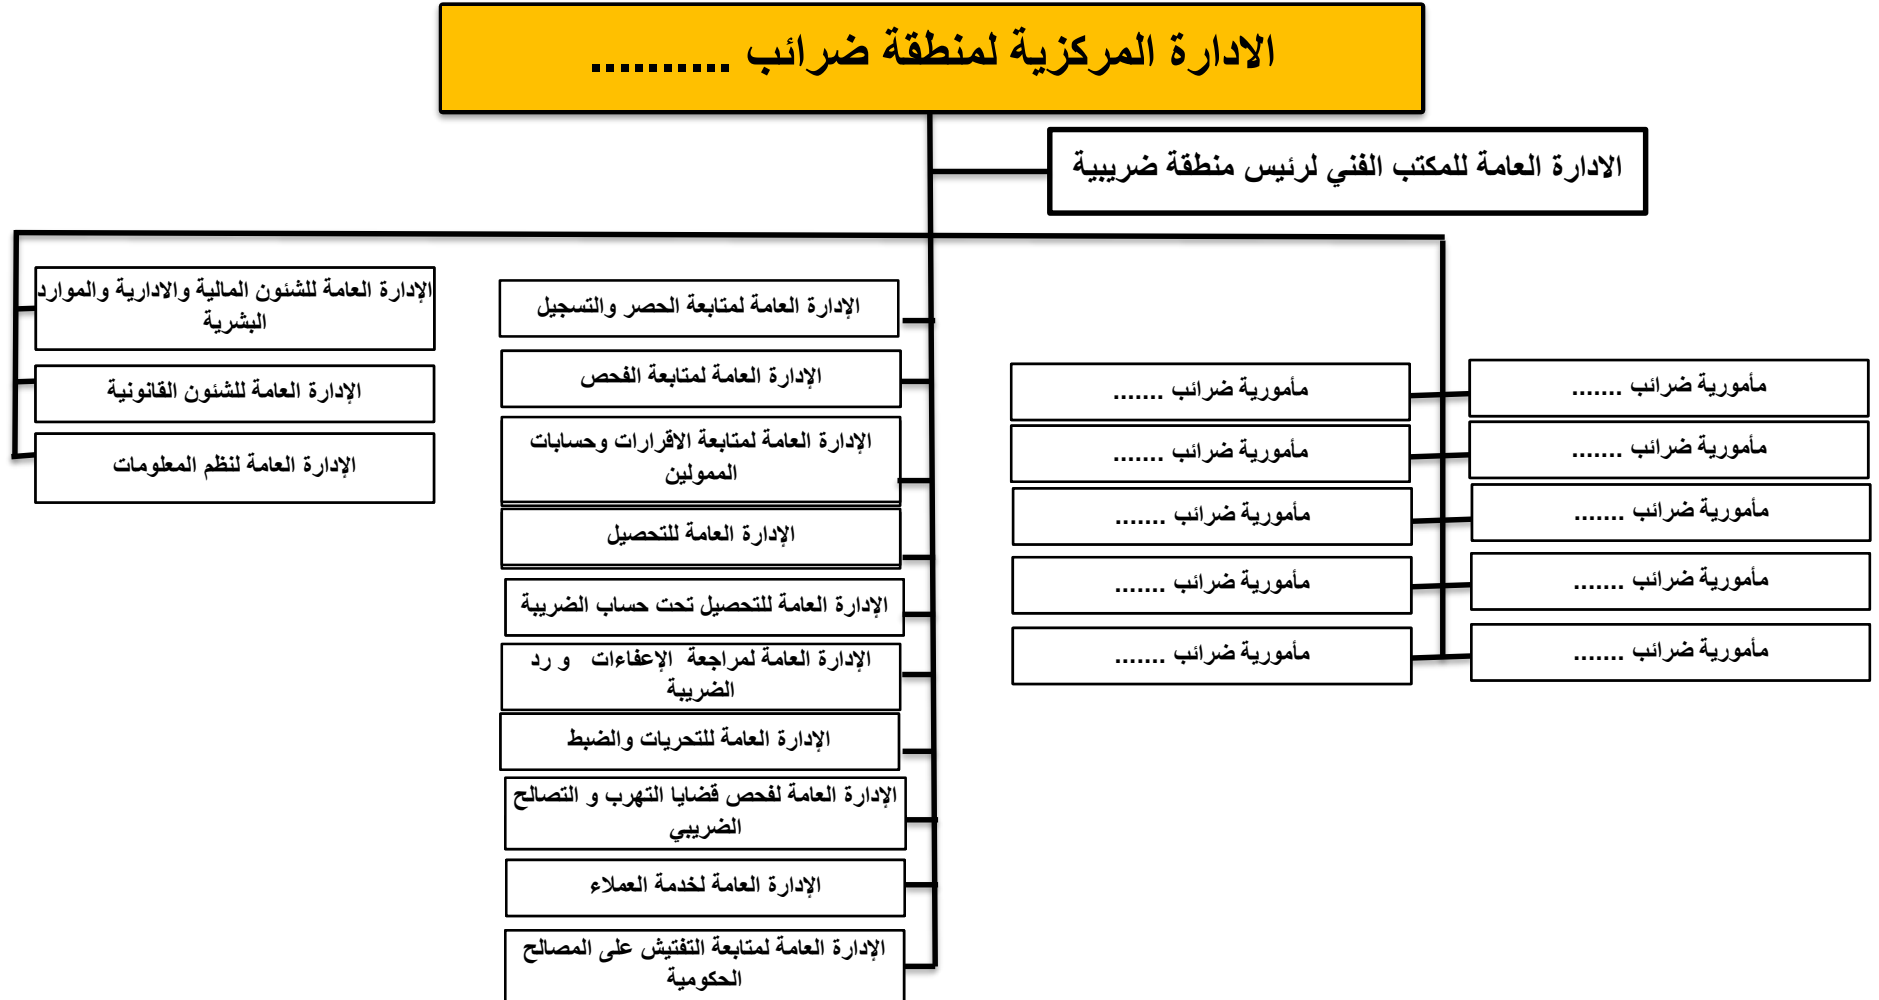 الادارة المركزية لمنطقة ضرائب ..........
الادارة العامة للمكتب الفني لرئيس منطقة ضريبية
مأمورية ضرائب .......
مأمورية ضرائب .......
مأمورية ضرائب .......
مأمورية ضرائب .......
مأمورية ضرائب .......
مأمورية ضرائب .......
مأمورية ضرائب .......
مأمورية ضرائب .......
مأمورية ضرائب .......
مأمورية ضرائب .......
الإدارة العامة لمتابعة الحصر والتسجيل
الإدارة العامة لمتابعة الفحص
الإدارة العامة لمتابعة الاقرارات وحسابات
الممولين
الإدارة العامة للتحصيل
الإدارة العامة للتحصيل تحت حساب الضريبة
الإدارة العامة لمراجعة الإعفاءات و رد
الضريبة
الإدارة العامة للتحريات والضبط
الإدارة العامة لفحص قضايا التهرب و التصالح
الضريبي
الإدارة العامة لخدمة العملاء
الإدارة العامة لمتابعة التفتيش على المصالح
الحكومية
الإدارة العامة للشئون المالية والادارية والموارد
البشرية
الإدارة العامة للشئون القانونية
الإدارة العامة لنظم المعلومات